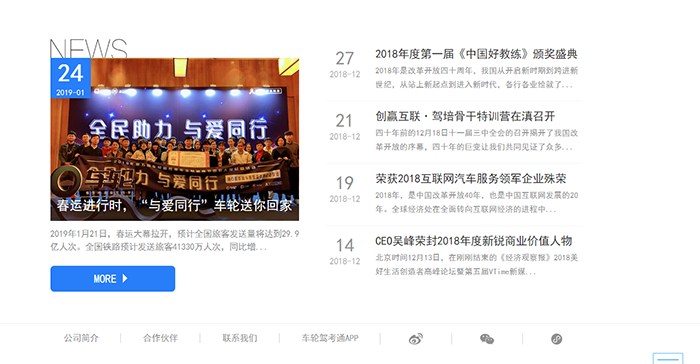 NEWS
24
2019-01
全民助力 与爱同行
全民助力 与爱同行
春运进行时，“与爱同行”车轮送你回家
2019年1月21日，春运大幕拉开，预计全国旅客发送量将达到29.9
亿人次。全国铁路预计发送旅客41330万人次，同比增...
MORE
27
2018-12
2018年度第一届《中国好教练》颁奖盛典
2018年是改革开放四十周年，我国从开启新时期到跨进新
世纪，从站上新起点到进入新时代，各行各业绘就了...
21
2018-12
创赢互联·驾培骨干特训营在滇召开
四十年前的12月18日十一届三中全会的召开揭开了我国改
革开放的序幕，四十年的巨变让我们共同见证了众多...
19
2018-12
荣获2018互联网汽车服务领军企业殊荣
2018年，是中国改革开放40年，也是中国互联网发展的20
年。全球经济处在全面转向互联网经济的进程中...
14
2018-12
CEO吴峰荣封2018年度新锐商业价值人物
北京时间12月13日，在刚刚结束的《经济观察报》2018美
好生活创造者高峰论坛暨第五届VTime新媒...
公司简介
合作伙伴
联系我们
车轮驾考通APP